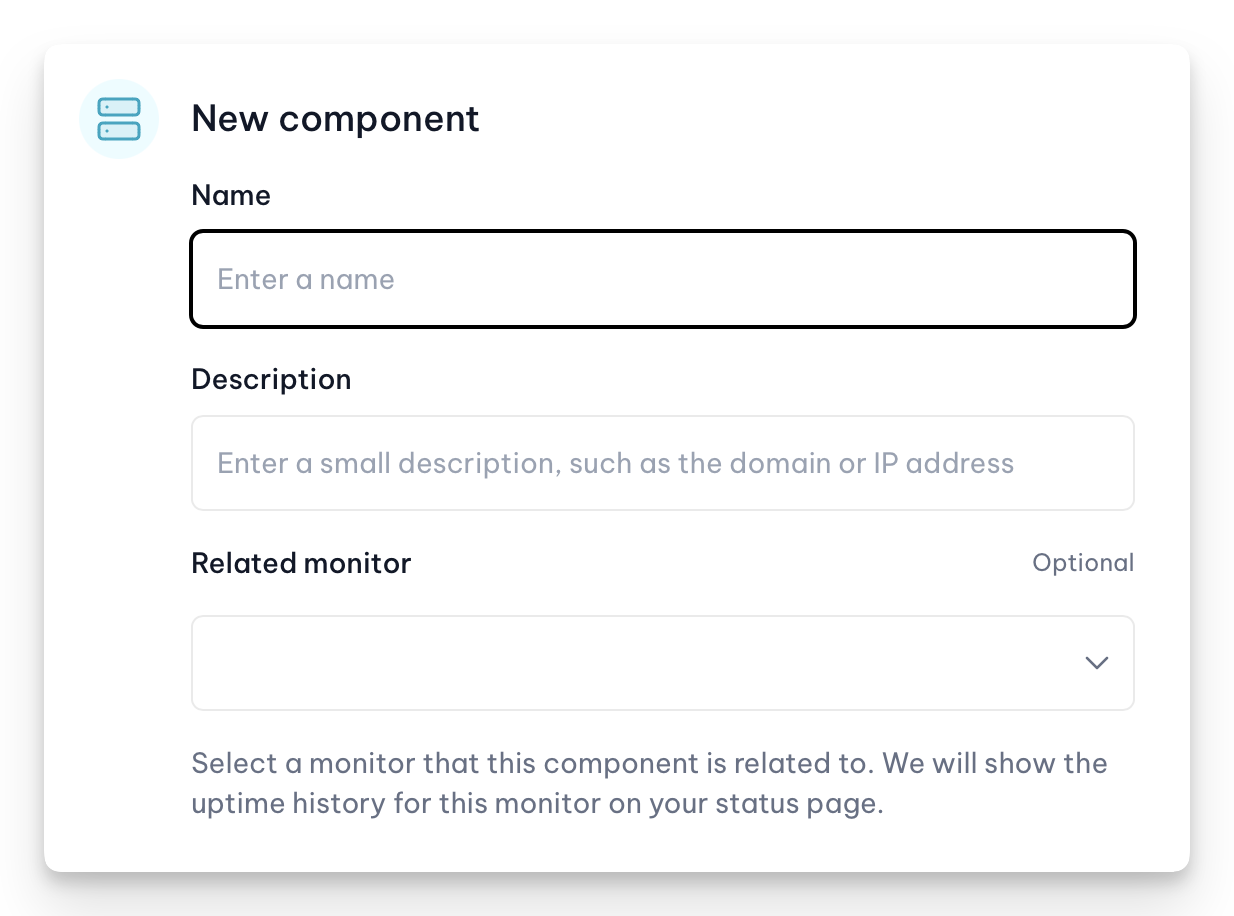 New component
Name
Enter a name
Description
Enter a small description, such as the domain or IP address
Related monitor
Optional
Select a monitor that this component is related to. We will show the
uptime history for this monitor on your status page.